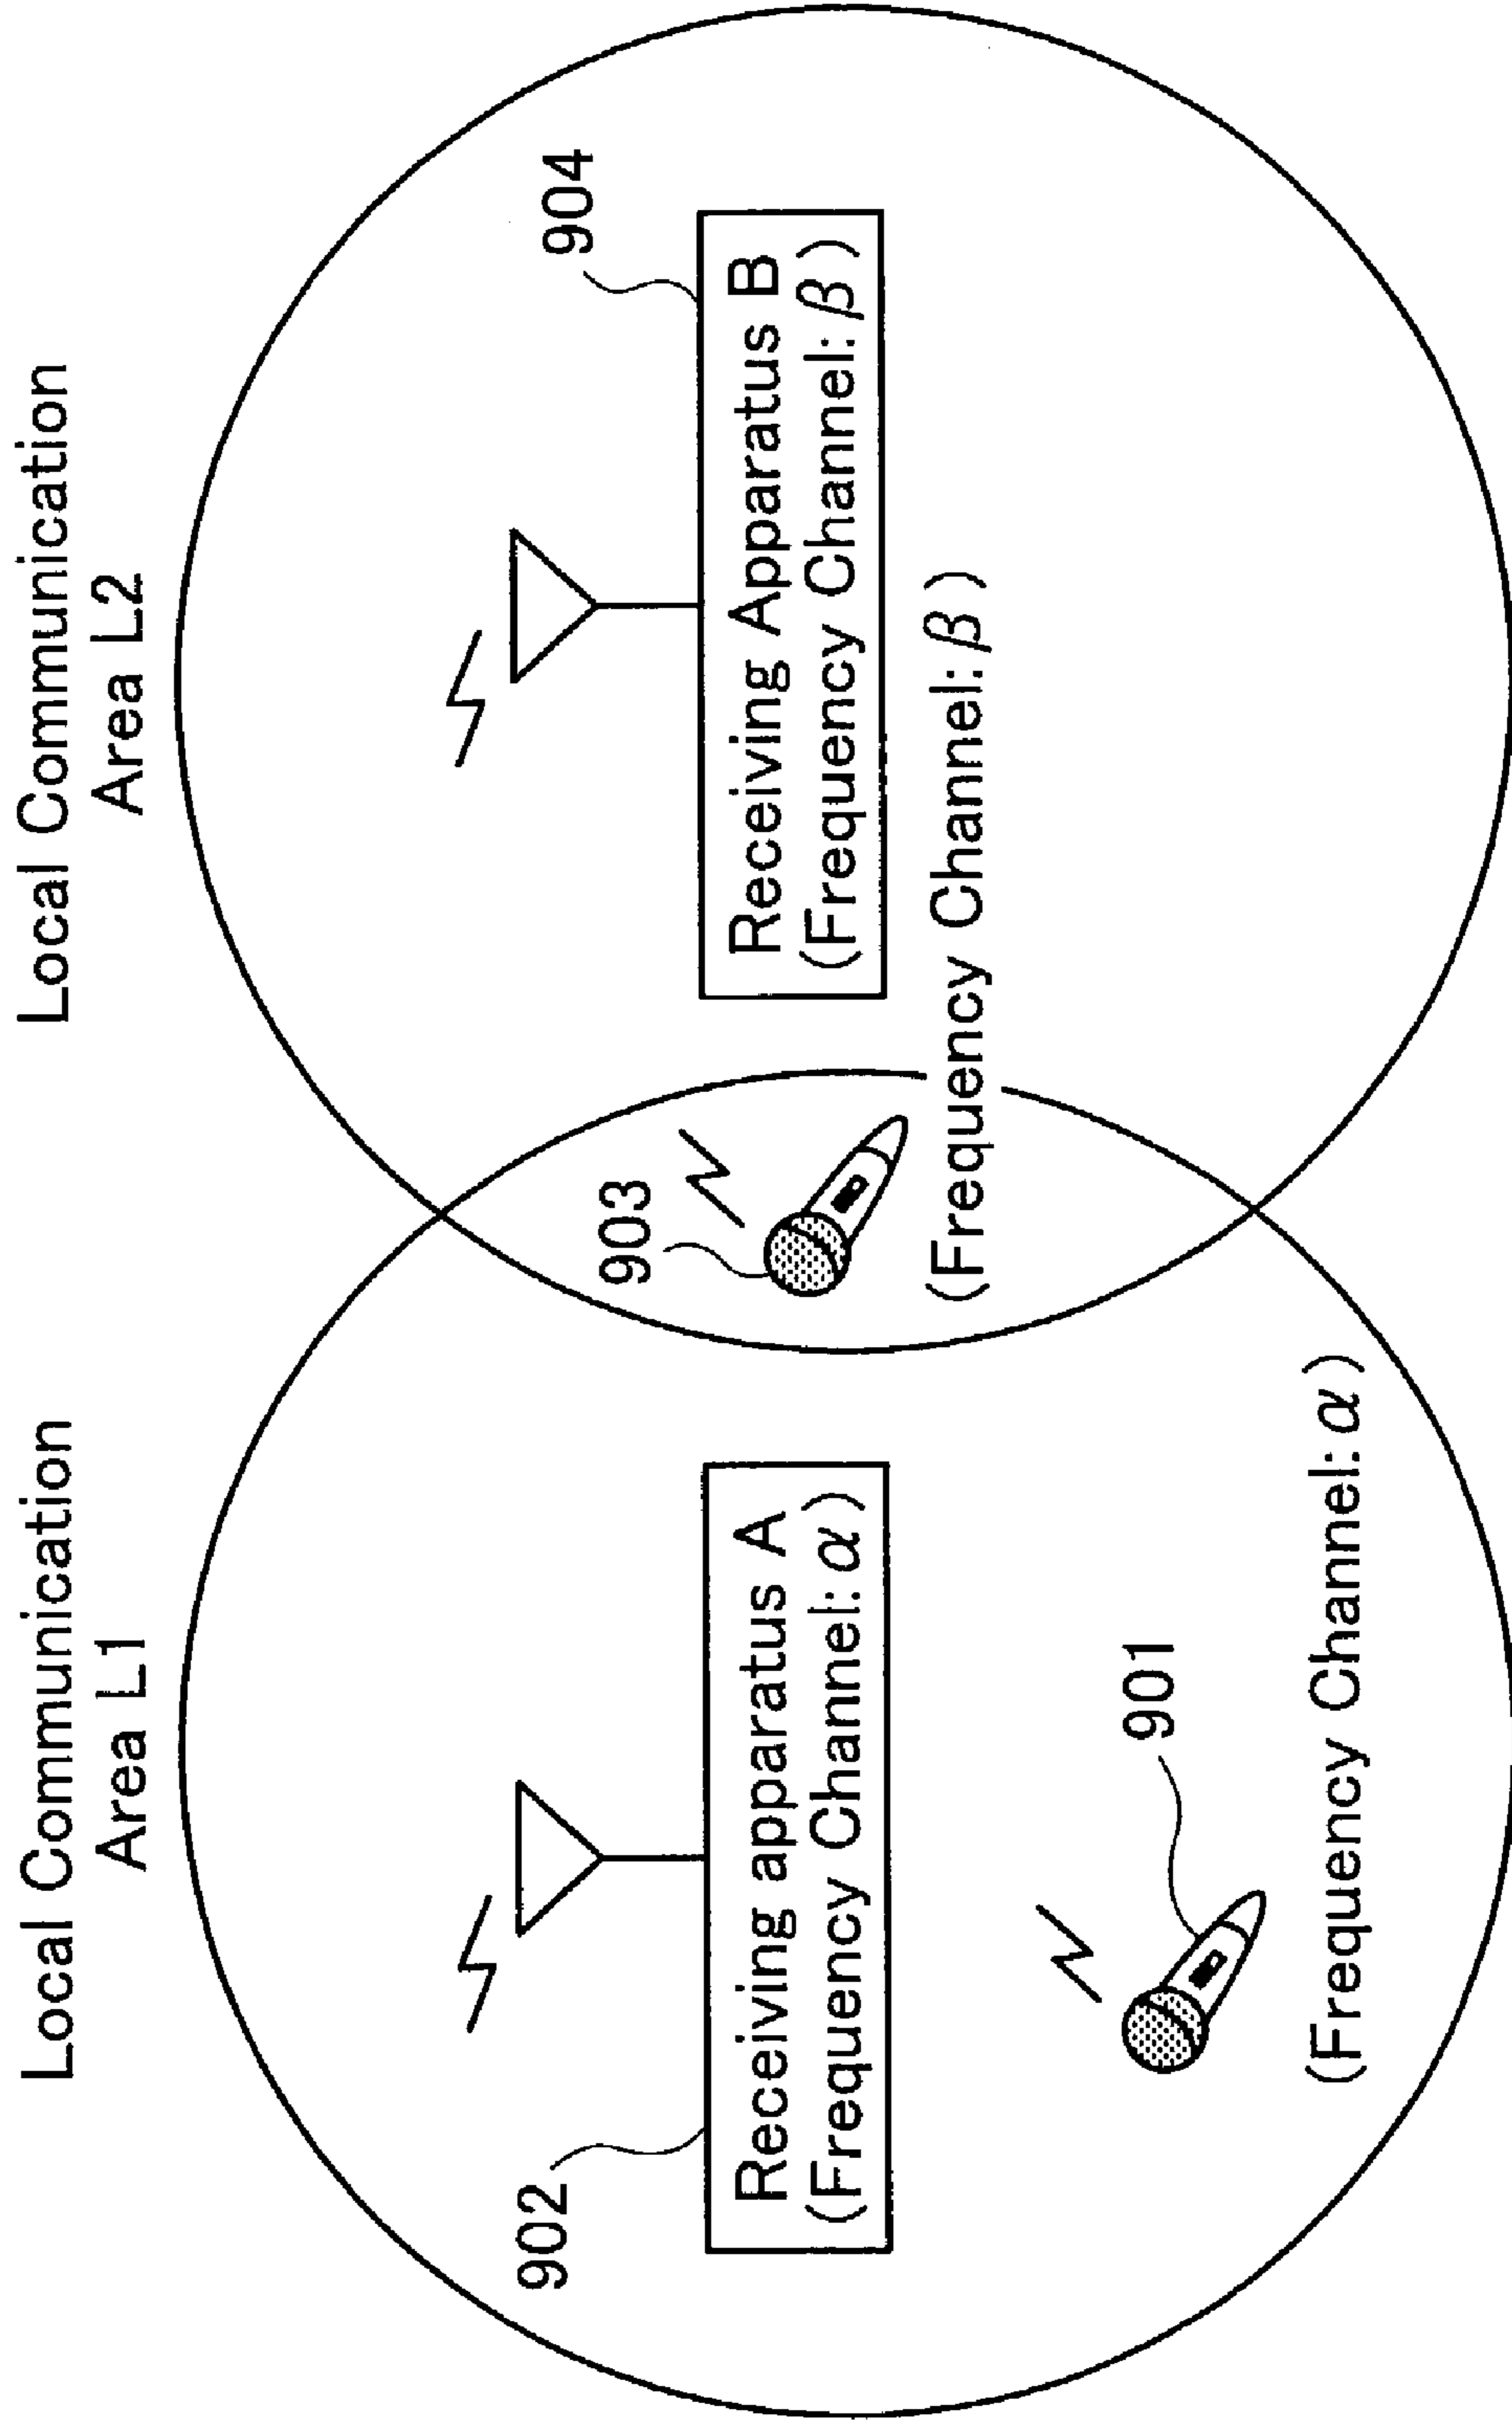 Local Communication
Area L1
Local Communication
Area L2
902
Receiving apparatus A
(Frequency Channel: α)
904
Receiving Apparatus B
(Frequency Channel: β)
903
(Frequency Channel: β)
901
(Frequency Channel: α)